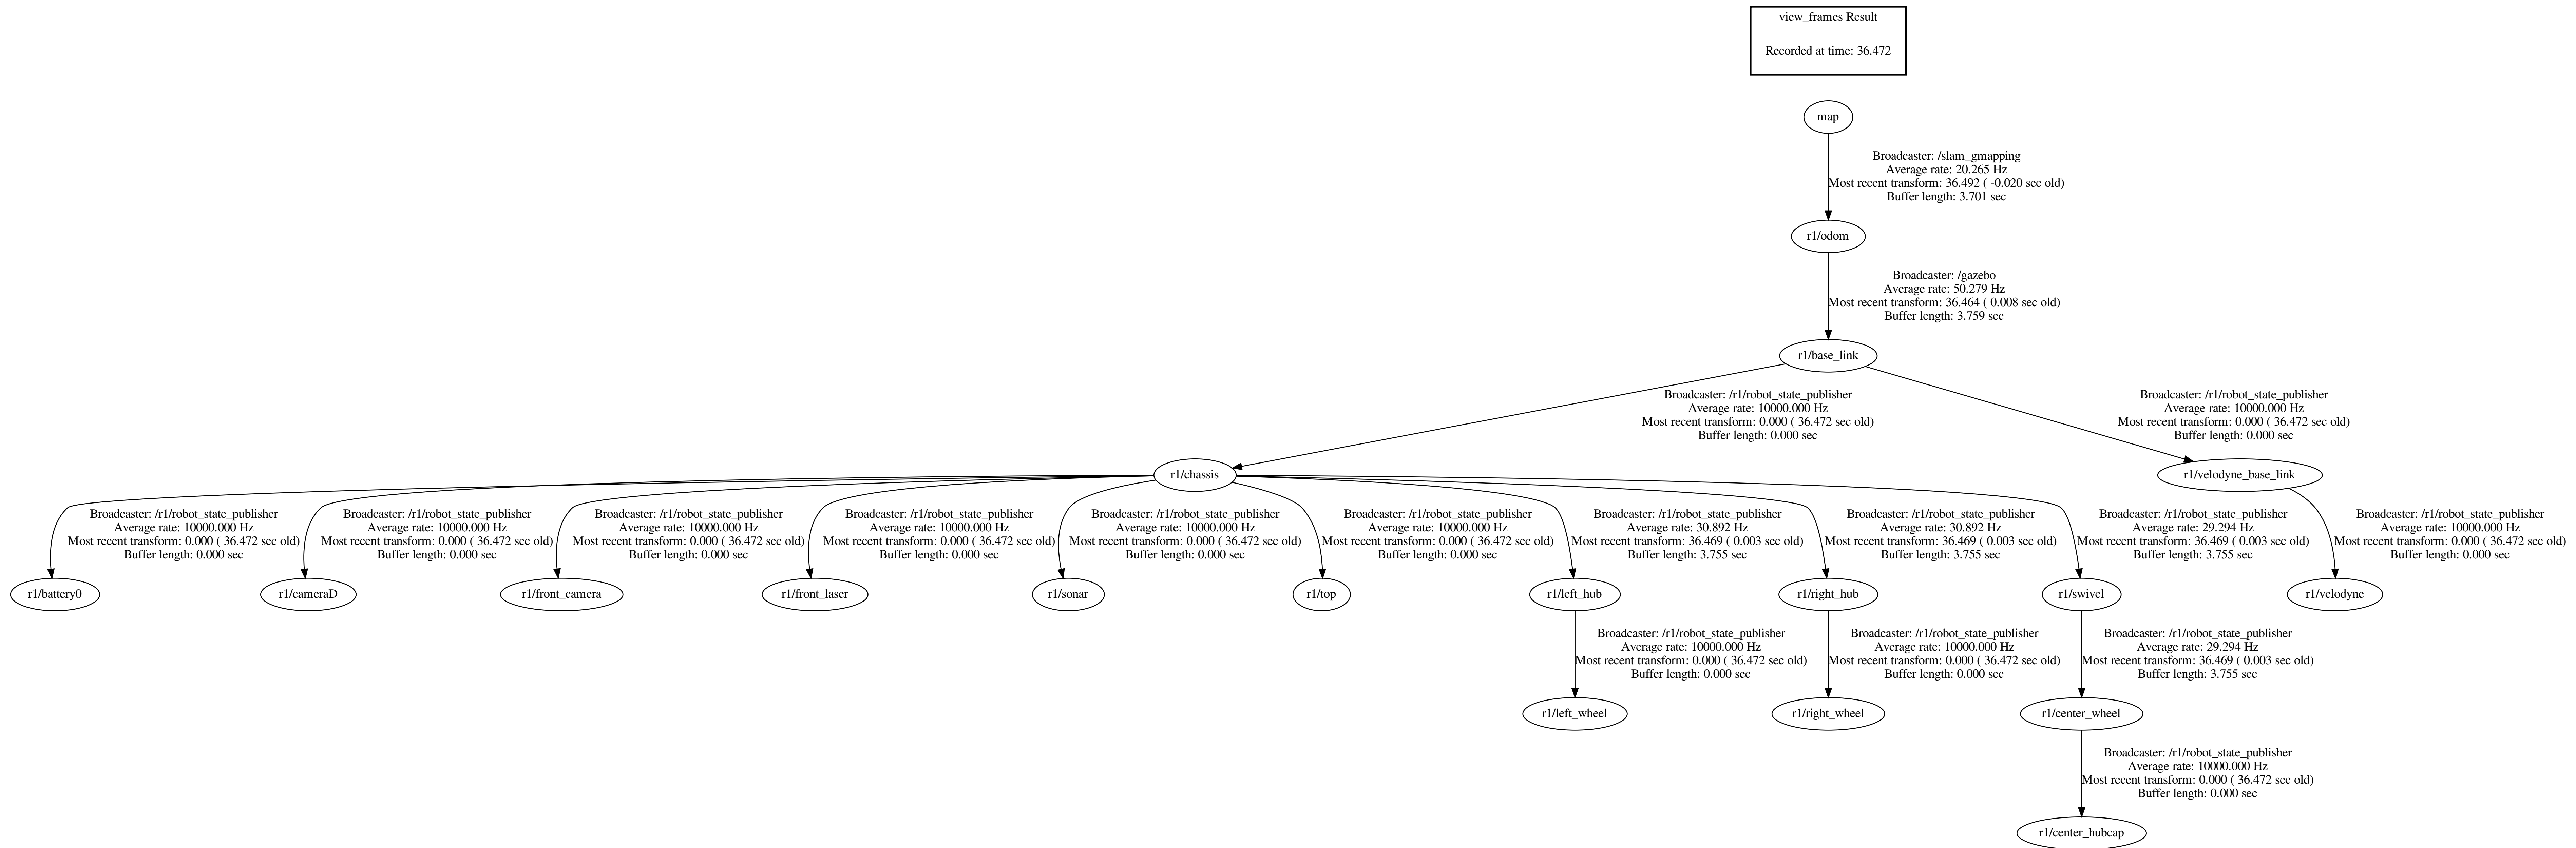 view_frames Result
Recorded at time: 36.472
map
Broadcaster: /slam_gmapping
Average rate: 20.265 Hz
Most recent transform: 36.492 ( -0.020 sec old)
Buffer length: 3.701 sec
r1/odom
Broadcaster: /gazebo
Average rate: 50.279 Hz
Most recent transform: 36.464 ( 0.008 sec old)
Buffer length: 3.759 sec
r1/base_link
Broadcaster: /r1/robot_state_publisher
Average rate: 10000.000 Hz
Most recent transform: 0.000 ( 36.472 sec old)
Buffer length: 0.000 sec
Broadcaster: /r1/robot_state_publisher
Average rate: 10000.000 Hz
Most recent transform: 0.000 ( 36.472 sec old)
Buffer length: 0.000 sec
r1/chassis
r1/velodyne_base_link
Broadcaster: /r1/robot_state_publisher
Average rate: 10000.000 Hz
Most recent transform: 0.000 ( 36.472 sec old)
Buffer length: 0.000 sec
Broadcaster: /r1/robot_state_publisher
Average rate: 10000.000 Hz
Most recent transform: 0.000 ( 36.472 sec old)
Buffer length: 0.000 sec
Broadcaster: /r1/robot_state_publisher
Average rate: 10000.000 Hz
Most recent transform: 0.000 ( 36.472 sec old)
Buffer length: 0.000 sec
Broadcaster: /r1/robot_state_publisher
Average rate: 10000.000 Hz
Most recent transform: 0.000 ( 36.472 sec old)
Buffer length: 0.000 sec
Broadcaster: /r1/robot_state_publisher
Average rate: 10000.000 Hz
Most recent transform: 0.000 ( 36.472 sec old)
Buffer length: 0.000 sec
Broadcaster: /r1/robot_state_publisher
Average rate: 10000.000 Hz
Most recent transform: 0.000 ( 36.472 sec old)
Buffer length: 0.000 sec
Broadcaster: /r1/robot_state_publisher
Average rate: 30.892 Hz
Most recent transform: 36.469 ( 0.003 sec old)
Buffer length: 3.755 sec
Broadcaster: /r1/robot_state_publisher
Average rate: 30.892 Hz
Most recent transform: 36.469 ( 0.003 sec old)
Buffer length: 3.755 sec
Broadcaster: /r1/robot_state_publisher
Average rate: 29.294 Hz
Most recent transform: 36.469 ( 0.003 sec old)
Buffer length: 3.755 sec
Broadcaster: /r1/robot_state_publisher
Average rate: 10000.000 Hz
Most recent transform: 0.000 ( 36.472 sec old)
Buffer length: 0.000 sec
r1/battery0
r1/cameraD
r1/front_camera
r1/front_laser
r1/sonar
r1/top
r1/left_hub
r1/right_hub
r1/swivel
r1/velodyne
Broadcaster: /r1/robot_state_publisher
Average rate: 10000.000 Hz
Most recent transform: 0.000 ( 36.472 sec old)
Buffer length: 0.000 sec
Broadcaster: /r1/robot_state_publisher
Average rate: 10000.000 Hz
Most recent transform: 0.000 ( 36.472 sec old)
Buffer length: 0.000 sec
Broadcaster: /r1/robot_state_publisher
Average rate: 29.294 Hz
Most recent transform: 36.469 ( 0.003 sec old)
Buffer length: 3.755 sec
r1/left_wheel
r1/right_wheel
r1/center_wheel
Broadcaster: /r1/robot_state_publisher
Average rate: 10000.000 Hz
Most recent transform: 0.000 ( 36.472 sec old)
Buffer length: 0.000 sec
r1/center_hubcap